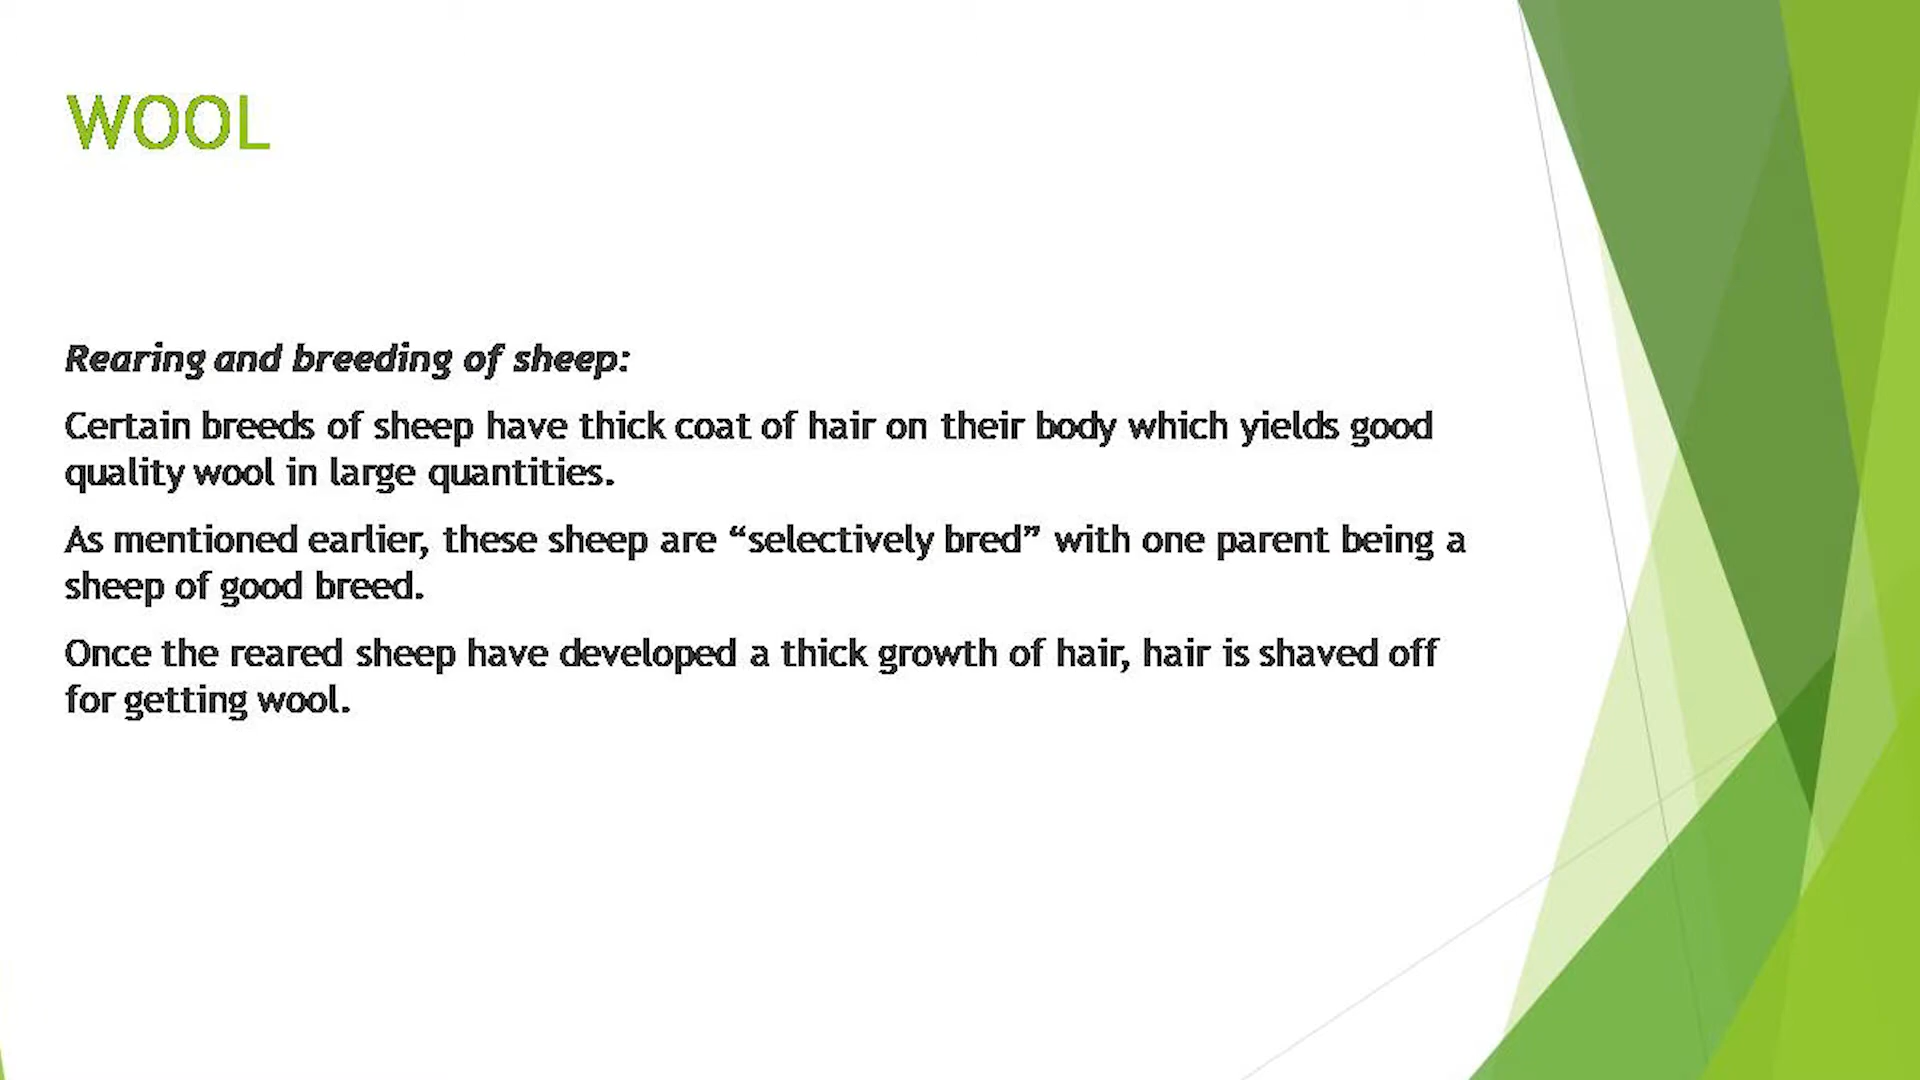 WOOL
Rearing and breeding of sheep:
Certain breeds of sheep have thick coat of hair on their body which yields good
quality wool in large quantities.
As mentioned earlier, these sheep are “selectively bred” with one parent being a
sheep of good breed.
Once the reared sheep have developed a thick growth of hair, hair is shaved off
for getting wool.